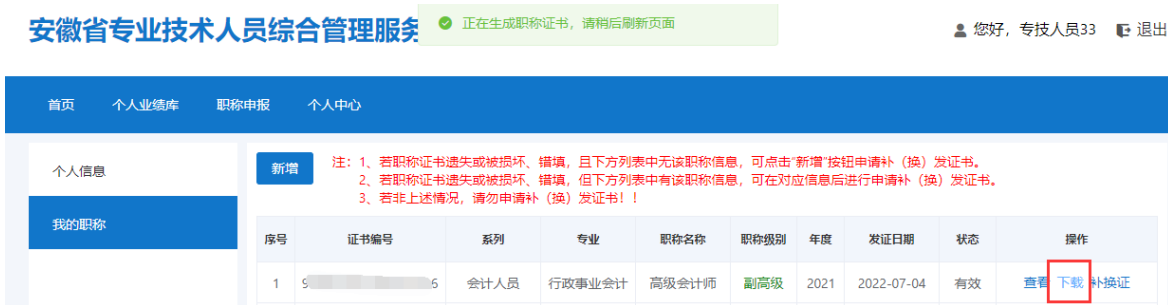 安徽省专业技术人员综合管理服务
正在生成职称证书，请稍后刷新页面
您好，专技人员33 退出
首页 个人业绩库 职称申报 个人中心
个人信息
我的职称
新增
注：1、若职称证书遗失或被损坏、错填，且下方列表中无该职称信息，可点击"新增"按钮申请补（换）发证书。
2、若职称证书遗失或被损坏、错填，但下方列表中有该职称信息，可在对应信息后进行申请补（换）发证书。
3、若非上述情况，请勿申请补（换）发证书！！
序号 证书编号 系列 专业 职称名称 职称级别 年度 发证日期 状态 操作
1 9 6 会计人员 行政事业会计 高级会计师 副高级 2021 2022-07-04 有效 查看 下载 补换证